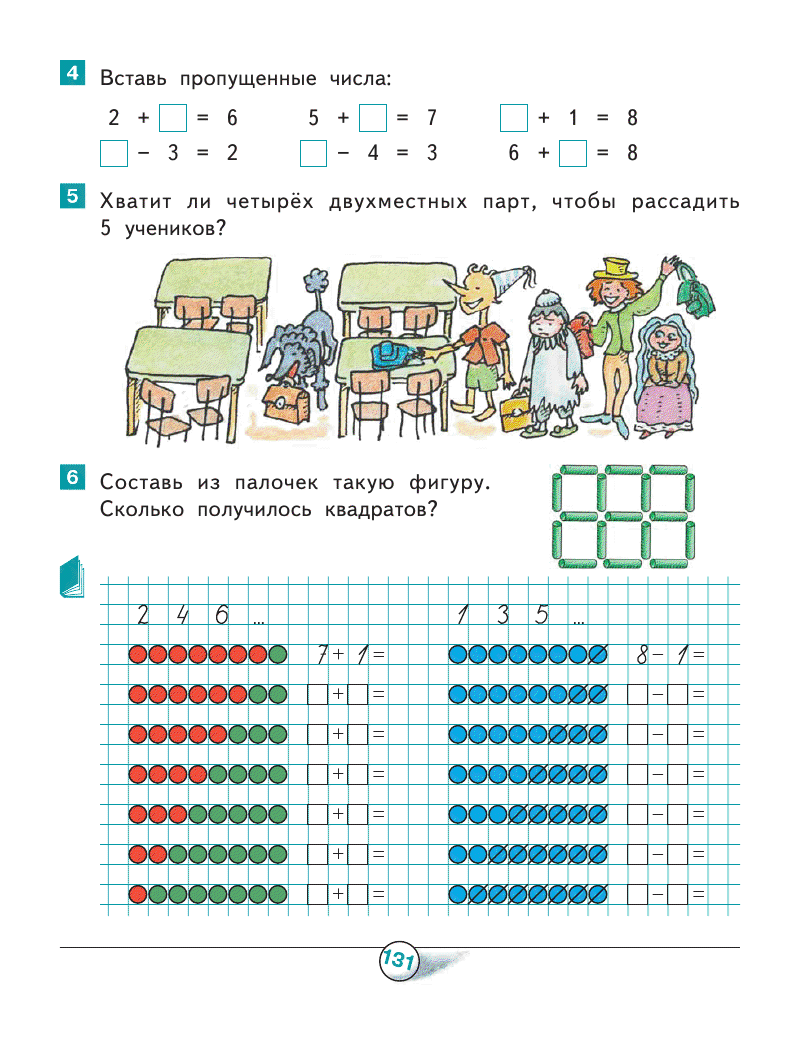 4 Вставь пропущенные числа:
2 + □ = 6 5 + □ = 7 □ + 1 = 8
□ – 3 = 2 □ – 4 = 3 6 + □ = 8
5 Хватит ли четырёх двухместных парт, чтобы рассадить
5 учеников?
6 Составь из палочек такую фигуру.
Сколько получилось квадратов?
2 4 6 ... 1 3 5 ...
7 + 1 = 8 – 1 =
□ + □ = □ – □ =
□ + □ = □ – □ =
□ + □ = □ – □ =
□ + □ = □ – □ =
□ + □ = □ – □ =
□ + □ = □ – □ =
131